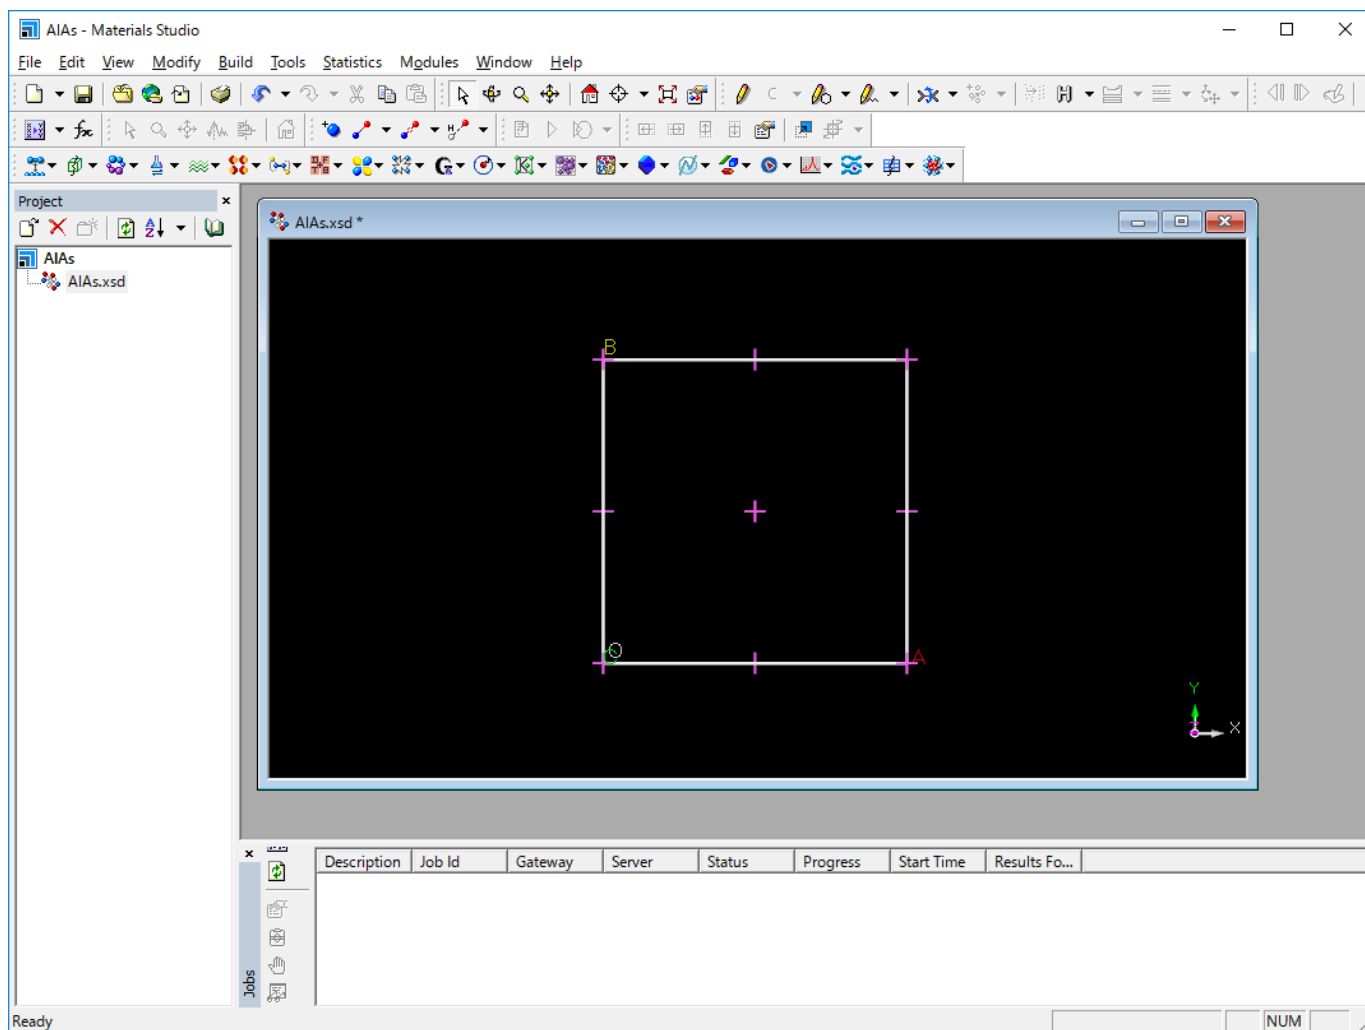 AlAs - Materials Studio
File Edit View Modify Build Tools Statistics Modules Window Help
Project
AlAs
AlAs.xsd
AlAs.xsd *
B
O
A
Y
X
Description Job Id Gateway Server Status Progress Start Time Results Fo...
Jobs
Ready
NUM